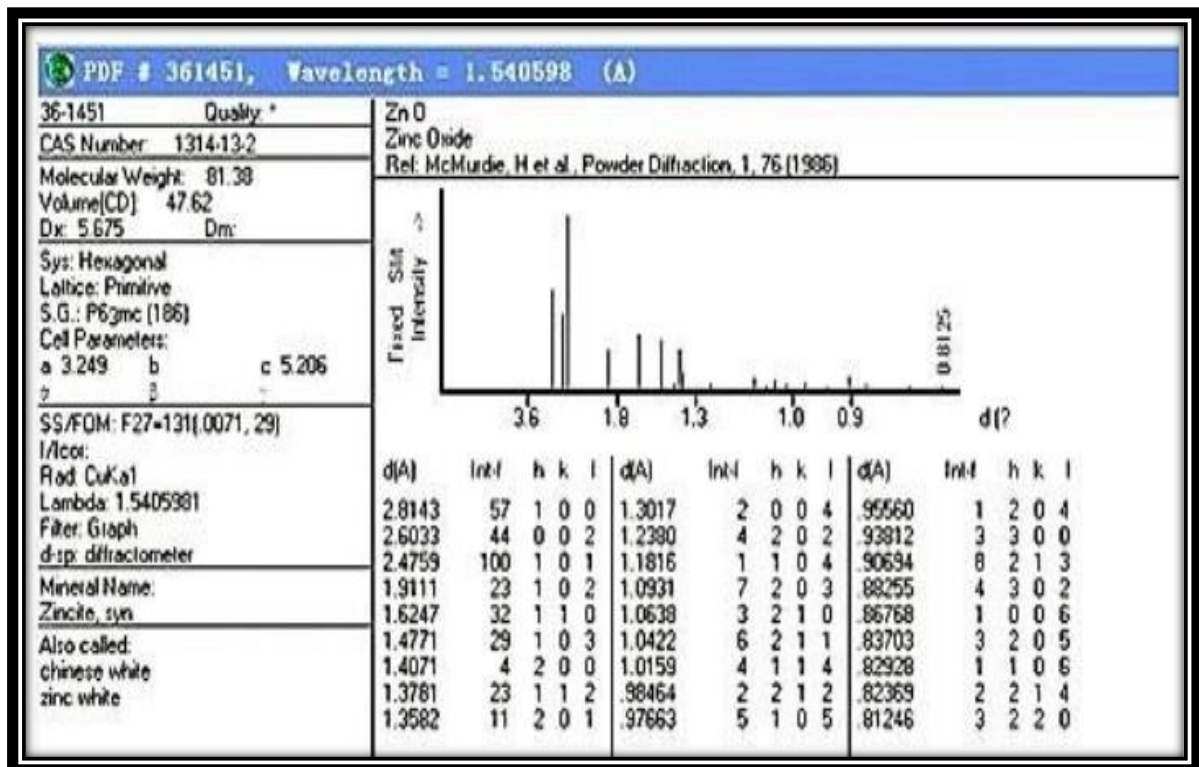 PDF # 361451, Wavelength = 1.540598 (A)
36-1451 Quality: *
CAS Number: 1314-13-2
Molecular Weight: 81.38
Volume[CD]: 47.62
Dx: 5.675 Dm:
Sys: Hexagonal
Lattice: Primitive
S.G.: P63mc (186)
Cell Parameters:
a 3.249 b c 5.206
β
SS/FOM: F27=131(.0071, 29)
I/Icor:
Rad: CuKa1
Lambda: 1.5405981
Filter: Graph
d-sp: diffractometer
Mineral Name:
Zincite, syn
Also called:
chinese white
zinc white
Zn O
Zinc Oxide
Ref: McMurdie, H et al., Powder Diffraction, 1, 76 (1986)
Fixed Slit
Intensity ->
0.8125
3.6 1.8 1.3 1.0 0.9 d(?
d(A) Int-f h k l d(A) Int-f h k l d(A) Int-f h k l
2.8143 57 1 0 0 1.3017 2 0 0 4 .95560 1 2 0 4
2.6033 44 0 0 2 1.2380 4 2 0 2 .93812 3 3 0 0
2.4759 100 1 0 1 1.1816 1 1 0 4 .90694 8 2 1 3
1.9111 23 1 0 2 1.0931 7 2 0 3 .88255 4 3 0 2
1.6247 32 1 1 0 1.0638 3 2 1 0 .86768 1 0 0 6
1.4771 29 1 0 3 1.0422 6 2 1 1 .83703 3 2 0 5
1.4071 4 2 0 0 1.0159 4 1 1 4 .82928 1 1 0 6
1.3781 23 1 1 2 .98464 2 2 1 2 .82369 2 2 1 4
1.3582 11 2 0 1 .97663 5 1 0 5 .81246 3 2 2 0